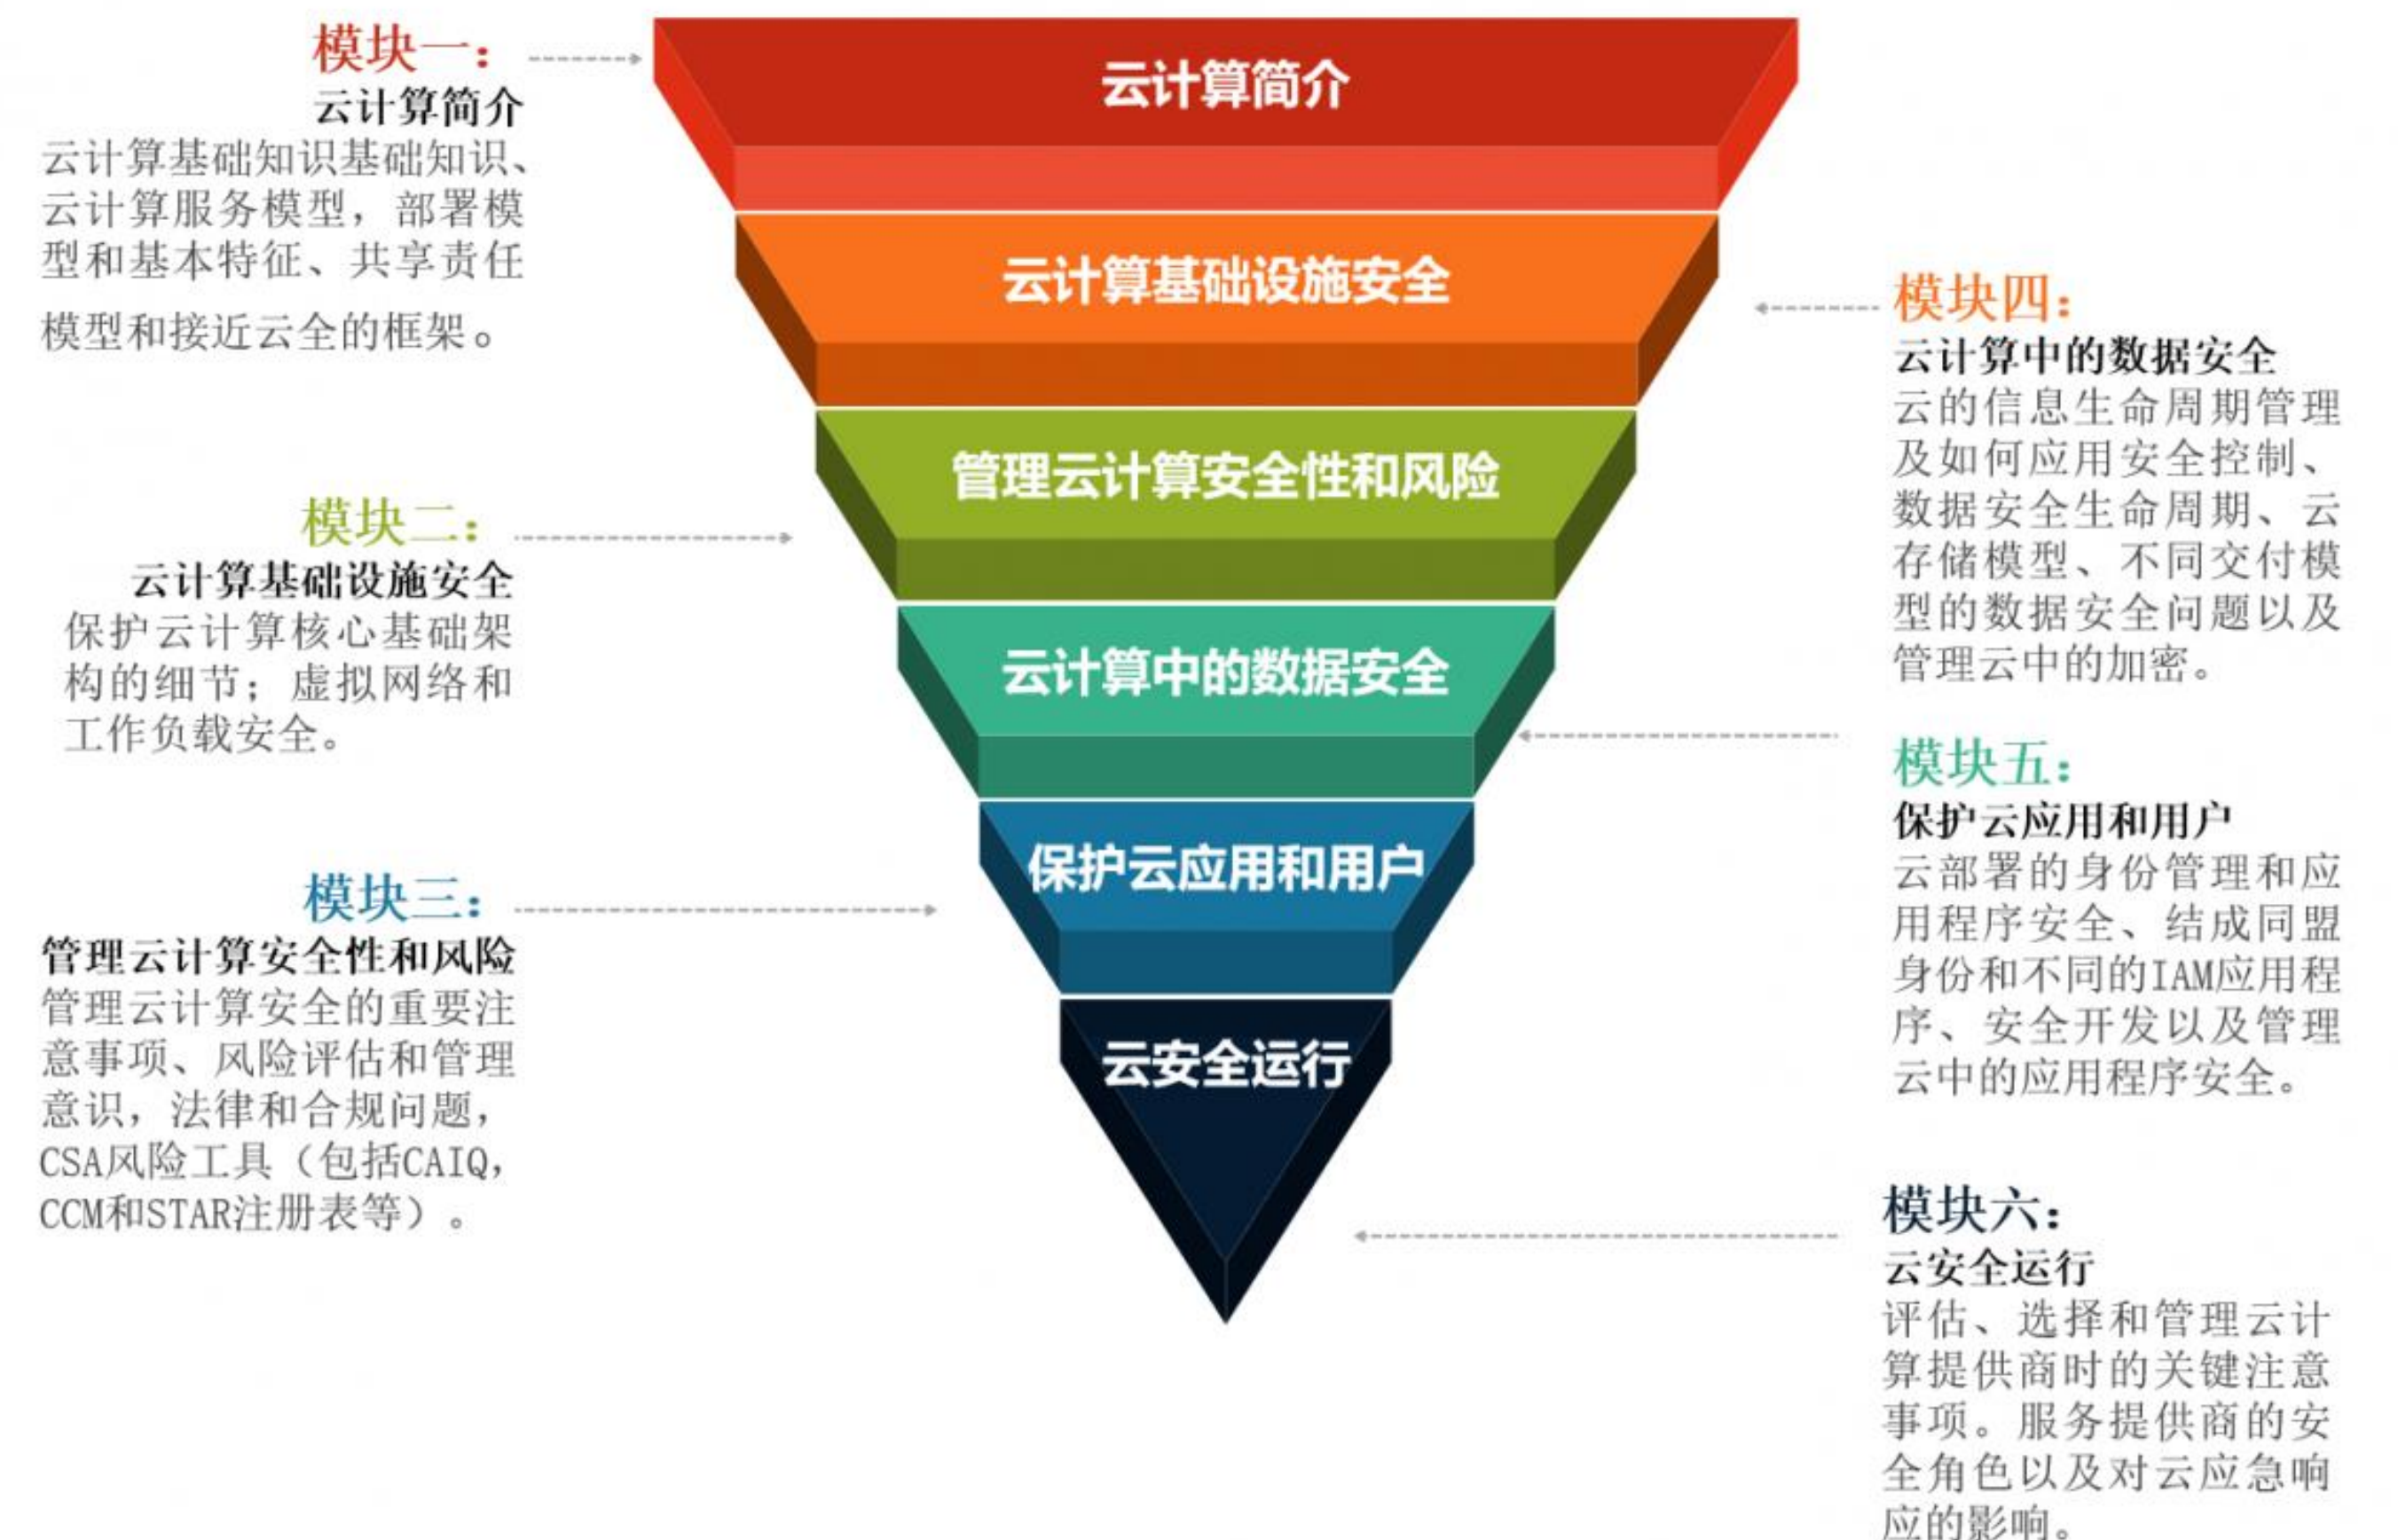 模块一：
云计算简介
云计算基础知识基础知识、
云计算服务模型，部署模
型和基本特征、共享责任
模型和接近云全的框架。
模块二：
云计算基础设施安全
保护云计算核心基础架
构的细节；虚拟网络和
工作负载安全。
模块三：
管理云计算安全性和风险
管理云计算安全的重要注
意事项、风险评估和管理
意识，法律和合规问题，
CSA风险工具（包括CAIQ，
CCM和STAR注册表等）。
云计算简介
云计算基础设施安全
管理云计算安全性和风险
云计算中的数据安全
保护云应用和用户
云安全运行
模块四：
云计算中的数据安全
云的信息生命周期管理
及如何应用安全控制、
数据安全生命周期、云
存储模型、不同交付模
型的数据安全问题以及
管理云中的加密。
模块五：
保护云应用和用户
云部署的身份管理和应
用程序安全、结成同盟
身份和不同的IAM应用程
序、安全开发以及管理
云中的应用程序安全。
模块六：
云安全运行
评估、选择和管理云计
算提供商时的关键注意
事项。服务提供商的安
全角色以及对云应急响
应的影响。